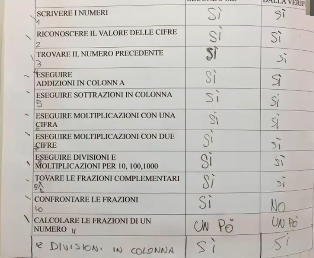 DALLA VERIF
SCRIVERE I NUMERI SÌ SÌ
1
RICONOSCERE IL VALORE DELLE CIFRE SÌ SÌ
2
TROVARE IL NUMERO PRECEDENTE SÌ SÌ
3
ESEGUIRE
ADDIZIONI IN COLONN A SÌ SÌ
ESEGUIRE SOTTRAZIONI IN COLONNA SÌ SÌ
5
ESEGUIRE MOLTIPLICAZIONI CON UNA
CIFRA SÌ SÌ
ESEGUIRE MOLTIPLICAZIONI CON DUE
CIFRE SÌ SÌ
ESEGUIRE DIVISIONI E
MOLTIPLICAZIONI PER 10, 100,1000 SÌ SÌ
TOVARE LE FRAZIONI COMPLEMENTARI SÌ SÌ
CONFRONTARE LE FRAZIONI SÌ NO
10
CALCOLARE LE FRAZIONI DI UN
NUMERO 11 UN PÒ UN PÒ
DIVISIONI IN COLONNA SÌ SÌ